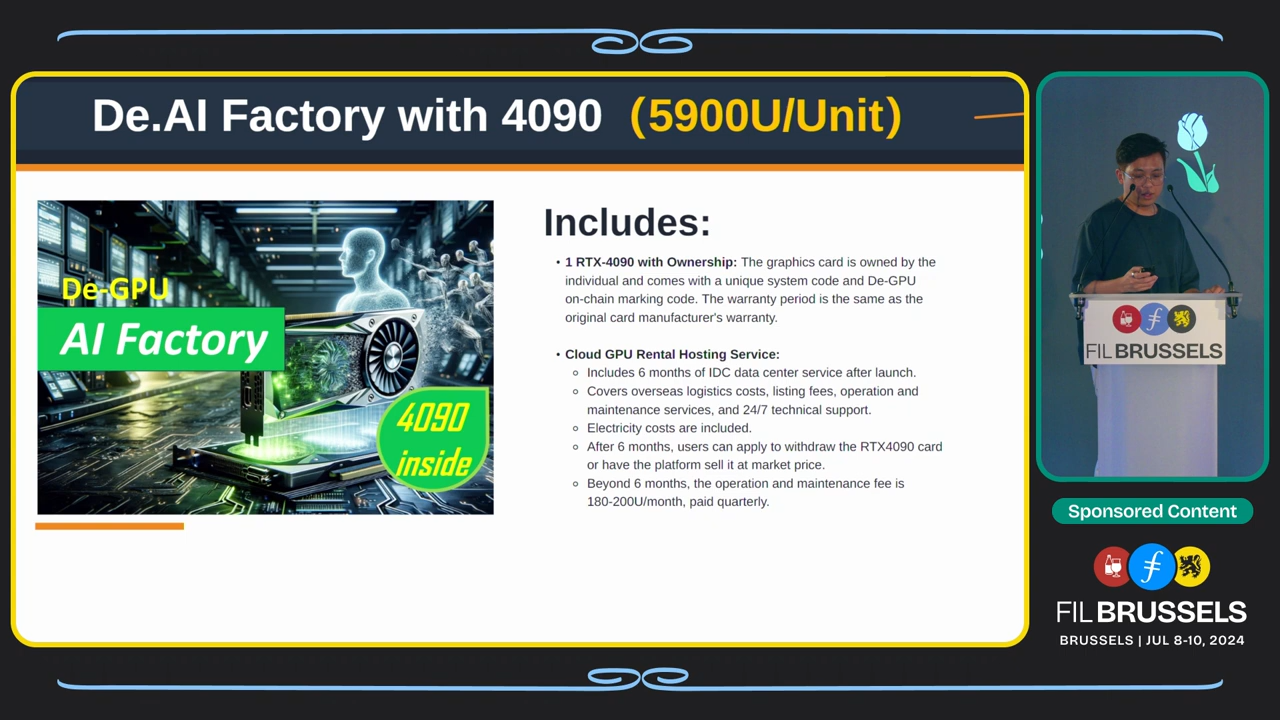 De.AI Factory with 4090 (5900U/Unit)
De-GPU
AI Factory
4090
inside
Includes:
• 1 RTX-4090 with Ownership: The graphics card is owned by the
individual and comes with a unique system code and De-GPU
on-chain marking code. The warranty period is the same as the
original card manufacturer's warranty.
• Cloud GPU Rental Hosting Service:
○ Includes 6 months of IDC data center service after launch.
○ Covers overseas logistics costs, listing fees, operation and
maintenance services, and 24/7 technical support.
○ Electricity costs are included.
○ After 6 months, users can apply to withdraw the RTX4090 card
or have the platform sell it at market price.
○ Beyond 6 months, the operation and maintenance fee is
180-200U/month, paid quarterly.
FIL BRUSSELS
Sponsored Content
FIL BRUSSELS
BRUSSELS | JUL 8-10, 2024